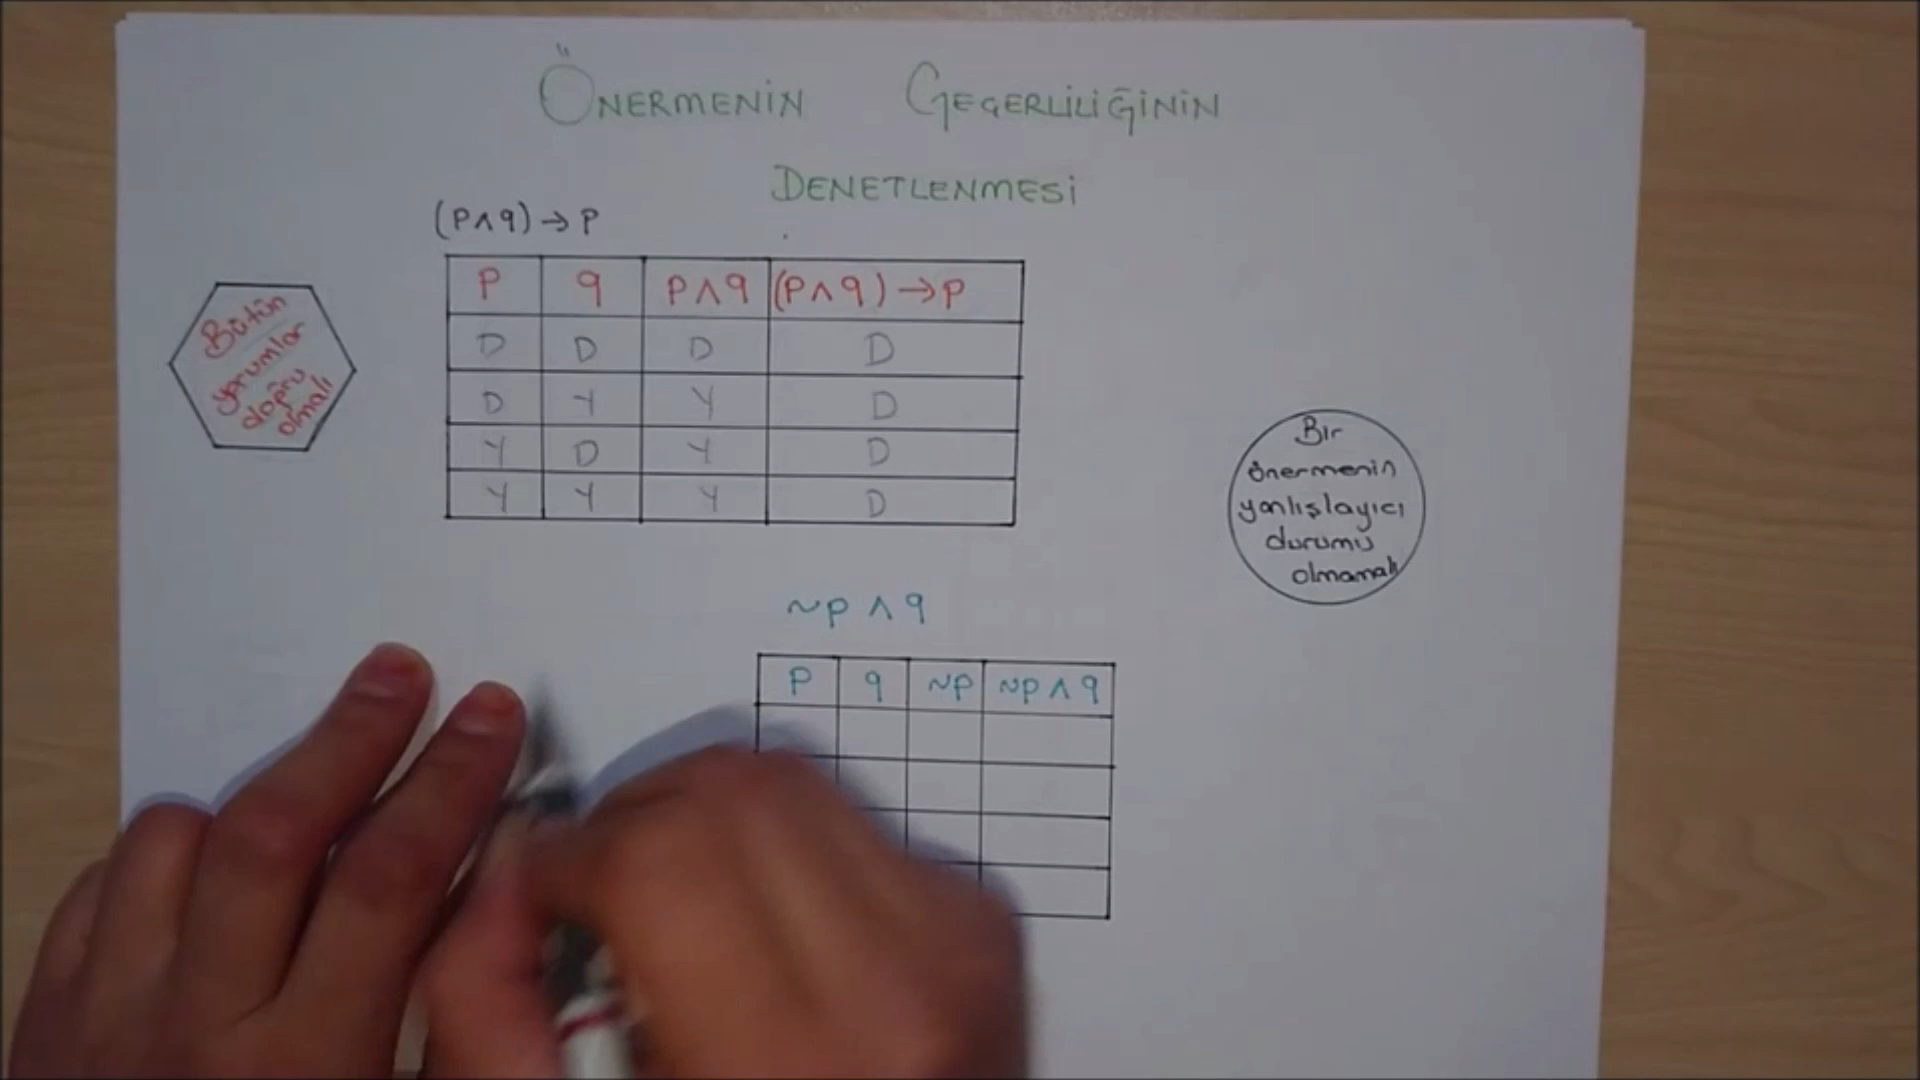 ÖNERMENİN GEÇERLİLİĞİNİN
DENETLENMESİ
(P∧q)→P
P q P∧q (P∧q)→P
D D D D
D Y Y D
Y D Y D
Y Y Y D
Bütün
yorumlar
doğru
olmalı
Bir
önermenin
yanlışlayıcı
durumu
olmamalı
~p∧q
P q ~p ~p∧q